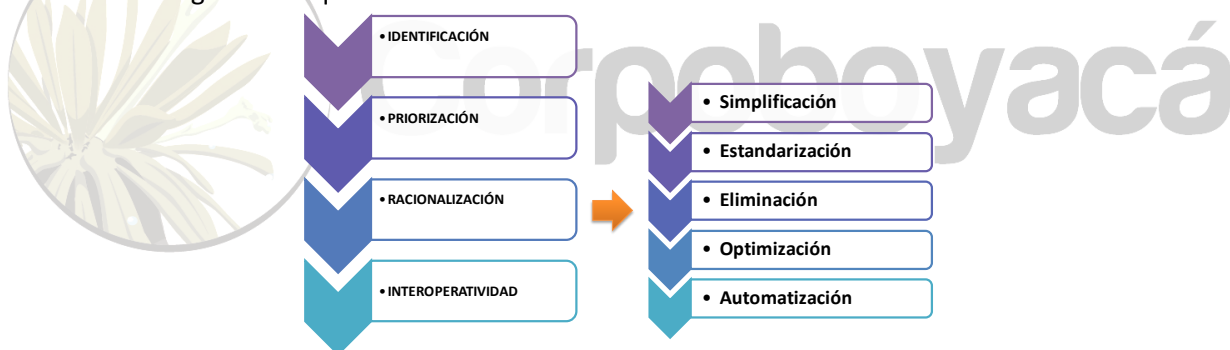 • IDENTIFICACIÓN
• PRIORIZACIÓN
• RACIONALIZACIÓN
• INTEROPERATIVIDAD
• Simplificación
• Estandarización
• Eliminación
• Optimización
• Automatización
Corpoboyacá